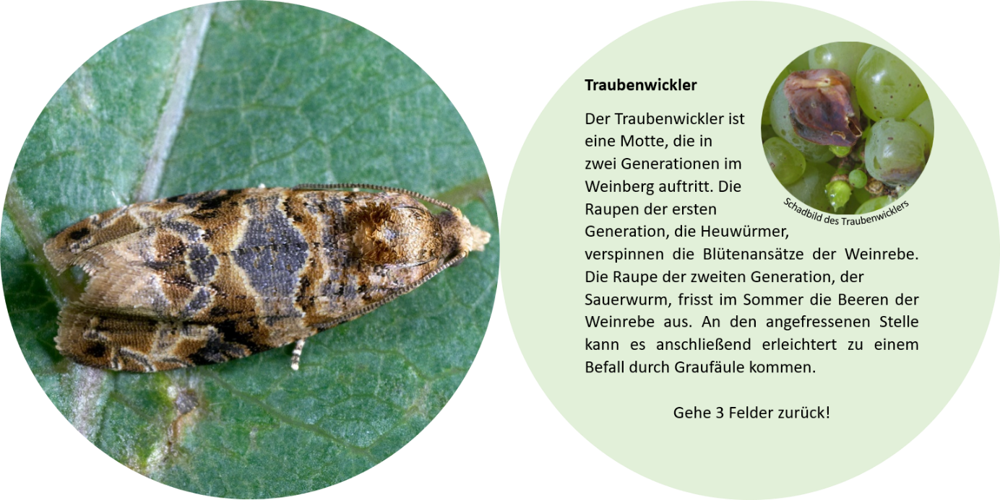 Traubenwickler
Der Traubenwickler ist
eine Motte, die in
zwei Generationen im
Weinberg auftritt. Die
Raupen der ersten
Generation, die Heuwürmer,
verspinnen die Blütenansätze der Weinrebe.
Die Raupe der zweiten Generation, der
Sauerwurm, frisst im Sommer die Beeren der
Weinrebe aus. An den angefressenen Stelle
kann es anschließend erleichtert zu einem
Befall durch Graufäule kommen.
Schadbild des Traubenwicklers
Gehe 3 Felder zurück!